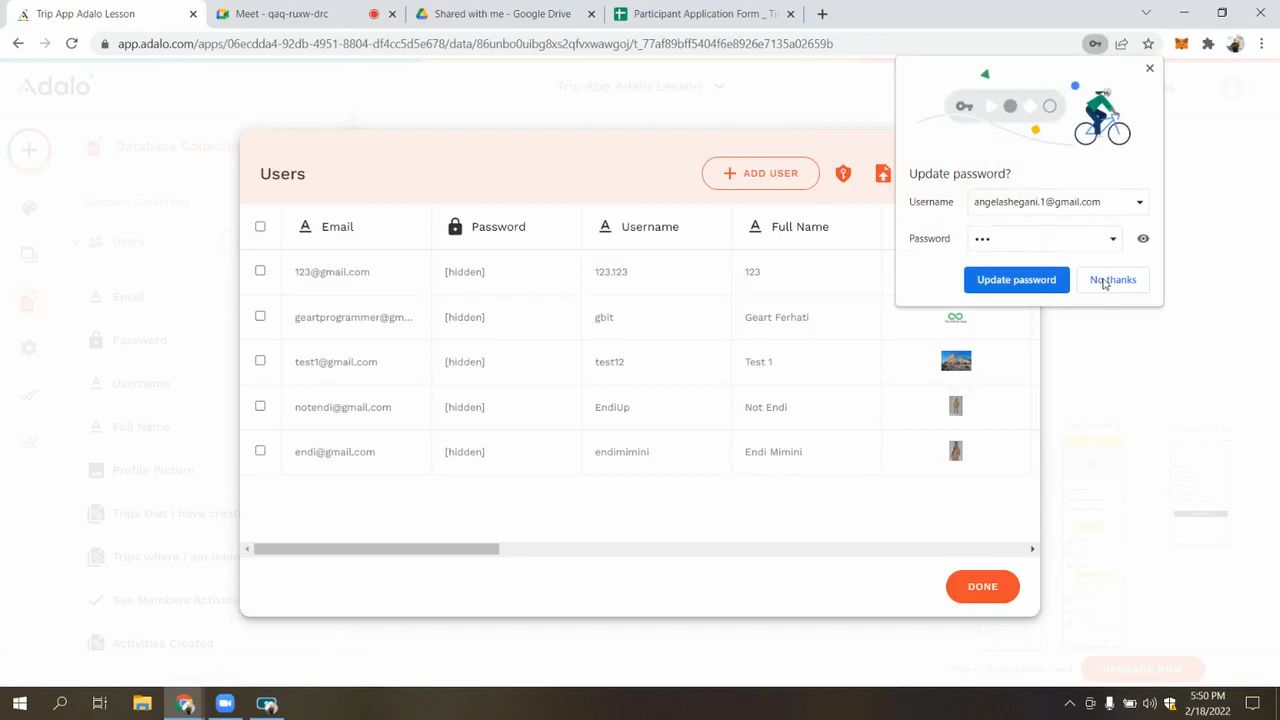 Trip App Adalo Lesson
Meet - qaq-ruxw-drc
Shared with me - Google Drive
Participant Application Form _ Tir
app.adalo.com/apps/06ecdda4-92db-4951-8804-df4cc5d5e678/data/86unbo0uibg8xs2qfvxwawgoj/t_77af89bff5404f6e8926e7135a02659b
Adalo
Trip App Adalo Lesson
Database Collectio
Database Collections
Users
Email
Password
Username
Full Name
Profile Picture
Trips that i have create
Trips where i am mem
See Members Activate
Activities Created
Users
ADD USER
Email Password Username Full Name
123@gmail.com [hidden] 123.123 123
geartprogrammer@gm... [hidden] gbit Geart Ferhati
test1@gmail.com [hidden] test12 Test 1
notendi@gmail.com [hidden] EndiUp Not Endi
endi@gmail.com [hidden] endimimini Endi Mimini
DONE
Update password?
Username angelashegani.1@gmail.com
Password •••
Update password No thanks
UPGRADE NOW
5:50 PM
2/18/2022